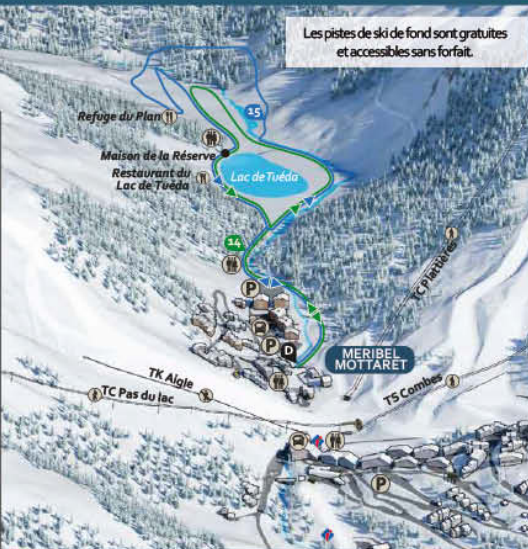 Les pistes de ski de fond sont gratuites
et accessibles sans forfait.
15
Refuge du Plan
Maison de la Réserve
Restaurant du
Lac de Tuéda
Lac de Tuéda
14
P
TC Plattières
P
D
MERIBEL
MOTTARET
TK Aigle
TC Pas du lac
TS Combes
P